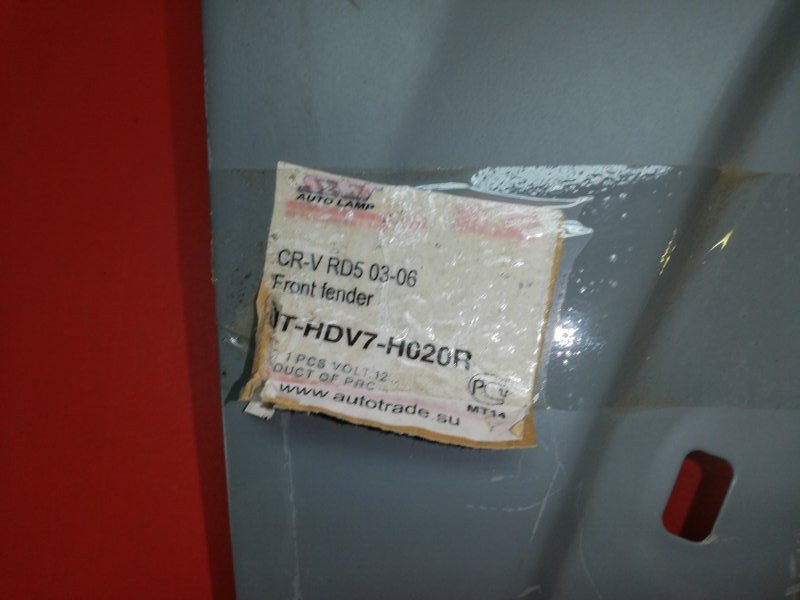 AUTO LAMP
CR-V RD5 03-06
Front fender
IT-HDV7-H020R
1 PCS VOLT 12
DUCT OF PRC
www.autotrade.su
MT14